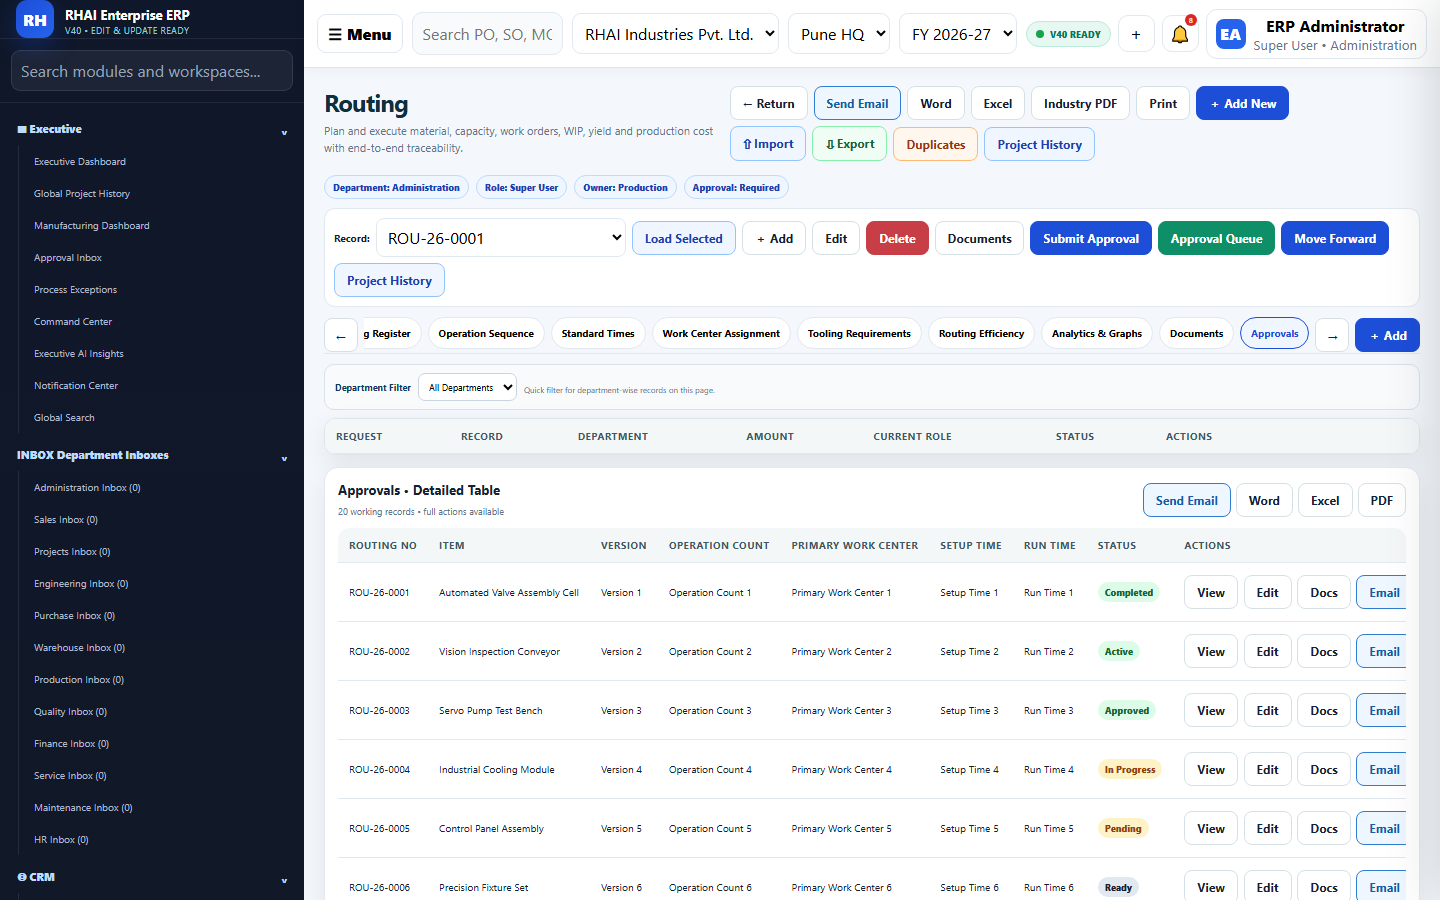 RH
RHAI Enterprise ERP
V40 • EDIT & UPDATE READY
Search modules and workspaces...
Executive
Executive Dashboard
Global Project History
Manufacturing Dashboard
Approval Inbox
Process Exceptions
Command Center
Executive AI Insights
Notification Center
Global Search
INBOX Department Inboxes
Administration Inbox (0)
Sales Inbox (0)
Projects Inbox (0)
Engineering Inbox (0)
Purchase Inbox (0)
Warehouse Inbox (0)
Production Inbox (0)
Quality Inbox (0)
Finance Inbox (0)
Service Inbox (0)
Maintenance Inbox (0)
HR Inbox (0)
CRM
☰ Menu
Search PO, SO, MC
RHAI Industries Pvt. Ltd.
Pune HQ
FY 2026-27
V40 READY
+
8
EA
ERP Administrator
Super User • Administration
Routing
Plan and execute material, capacity, work orders, WIP, yield and production cost
with end-to-end traceability.
← Return
Send Email
Word
Excel
Industry PDF
Print
+ Add New
⇧ Import
⇩ Export
Duplicates
Project History
Department: Administration
Role: Super User
Owner: Production
Approval: Required
Record:
ROU-26-0001
Load Selected
+ Add
Edit
Delete
Documents
Submit Approval
Approval Queue
Move Forward
Project History
←
g Register
Operation Sequence
Standard Times
Work Center Assignment
Tooling Requirements
Routing Efficiency
Analytics & Graphs
Documents
Approvals
→
+ Add
Department Filter
All Departments
Quick filter for department-wise records on this page.
REQUEST RECORD DEPARTMENT AMOUNT CURRENT ROLE STATUS ACTIONS
Approvals • Detailed Table
20 working records • full actions available
Send Email
Word
Excel
PDF
ROUTING NO ITEM VERSION OPERATION COUNT PRIMARY WORK CENTER SETUP TIME RUN TIME STATUS ACTIONS
ROU-26-0001 Automated Valve Assembly Cell Version 1 Operation Count 1 Primary Work Center 1 Setup Time 1 Run Time 1 Completed View Edit Docs Email
ROU-26-0002 Vision Inspection Conveyor Version 2 Operation Count 2 Primary Work Center 2 Setup Time 2 Run Time 2 Active View Edit Docs Email
ROU-26-0003 Servo Pump Test Bench Version 3 Operation Count 3 Primary Work Center 3 Setup Time 3 Run Time 3 Approved View Edit Docs Email
ROU-26-0004 Industrial Cooling Module Version 4 Operation Count 4 Primary Work Center 4 Setup Time 4 Run Time 4 In Progress View Edit Docs Email
ROU-26-0005 Control Panel Assembly Version 5 Operation Count 5 Primary Work Center 5 Setup Time 5 Run Time 5 Pending View Edit Docs Email
ROU-26-0006 Precision Fixture Set Version 6 Operation Count 6 Primary Work Center 6 Setup Time 6 Run Time 6 Ready View Edit Docs Email